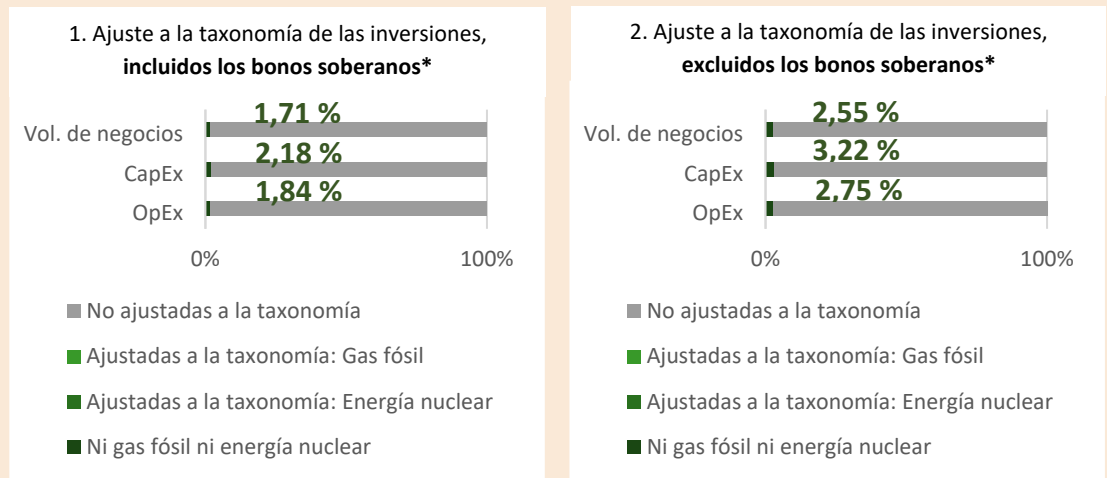 1. Ajuste a la taxonomía de las inversiones,
incluidos los bonos soberanos*
1,71 %
Vol. de negocios
2,18 %
CapEx
1,84 %
OpEx
0%
100%
No ajustadas a la taxonomía
Ajustadas a la taxonomía: Gas fósil
Ajustadas a la taxonomía: Energía nuclear
Ni gas fósil ni energía nuclear
2. Ajuste a la taxonomía de las inversiones,
excluidos los bonos soberanos*
2,55 %
Vol. de negocios
3,22 %
CapEx
2,75 %
OpEx
0%
100%
No ajustadas a la taxonomía
Ajustadas a la taxonomía: Gas fósil
Ajustadas a la taxonomía: Energía nuclear
Ni gas fósil ni energía nuclear